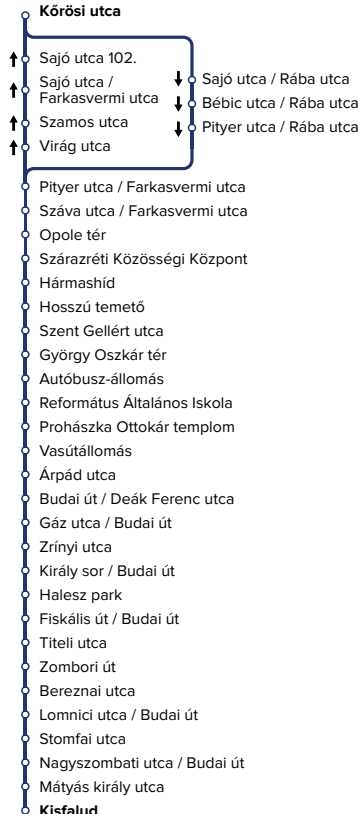 Kőrösi utca
Sajó utca 102.
Sajó utca /
Farkasvermi utca
Szamos utca
Virág utca
Sajó utca / Rába utca
Bébic utca / Rába utca
Pityer utca / Rába utca
Pityer utca / Farkasvermi utca
Száva utca / Farkasvermi utca
Opole tér
Szárazréti Közösségi Központ
Hármashíd
Hosszú temető
Szent Gellért utca
György Oszkár tér
Autóbusz-állomás
Református Általános Iskola
Prohászka Ottokár templom
Vasútállomás
Árpád utca
Budai út / Deák Ferenc utca
Gáz utca / Budai út
Zrínyi utca
Király sor / Budai út
Halesz park
Fiskális út / Budai út
Titeli utca
Zombori út
Bereznai utca
Lomnici utca / Budai út
Stomfai utca
Nagyszombati utca / Budai út
Mátyás király utca
Kisfalud